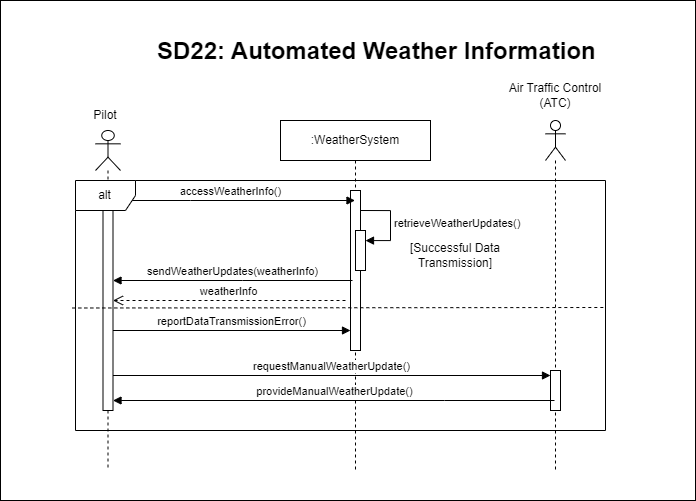 SD22: Automated Weather Information
Air Traffic Control
(ATC)
Pilot
:WeatherSystem
alt
accessWeatherInfo()
retrieveWeatherUpdates()
[Successful Data
Transmission]
sendWeatherUpdates(weatherInfo)
weatherInfo
reportDataTransmissionError()
requestManualWeatherUpdate()
provideManualWeatherUpdate()